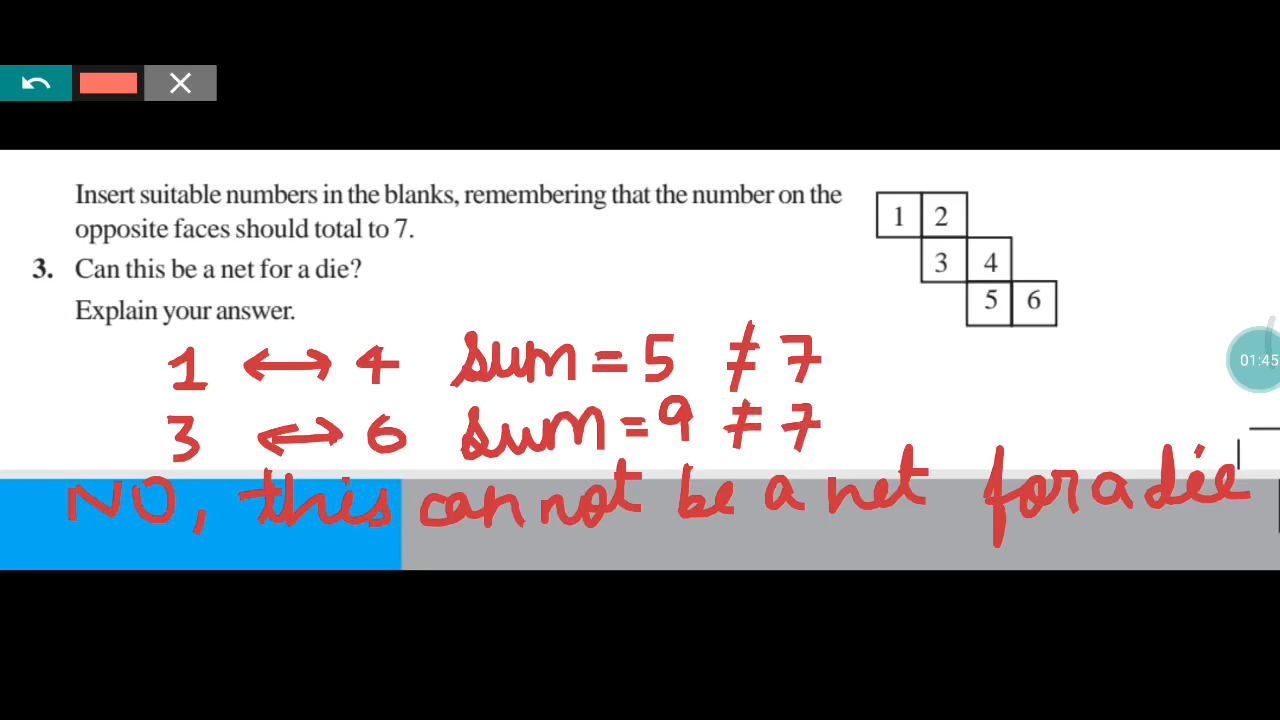 Insert suitable numbers in the blanks, remembering that the number on the
opposite faces should total to 7.
3. Can this be a net for a die?
Explain your answer.
1 2
3 4
5 6
1 ↔ 4 sum = 5 ≠ 7
3 ↔ 6 sum = 9 ≠ 7
NO, this cannot be a net for a die
01:45